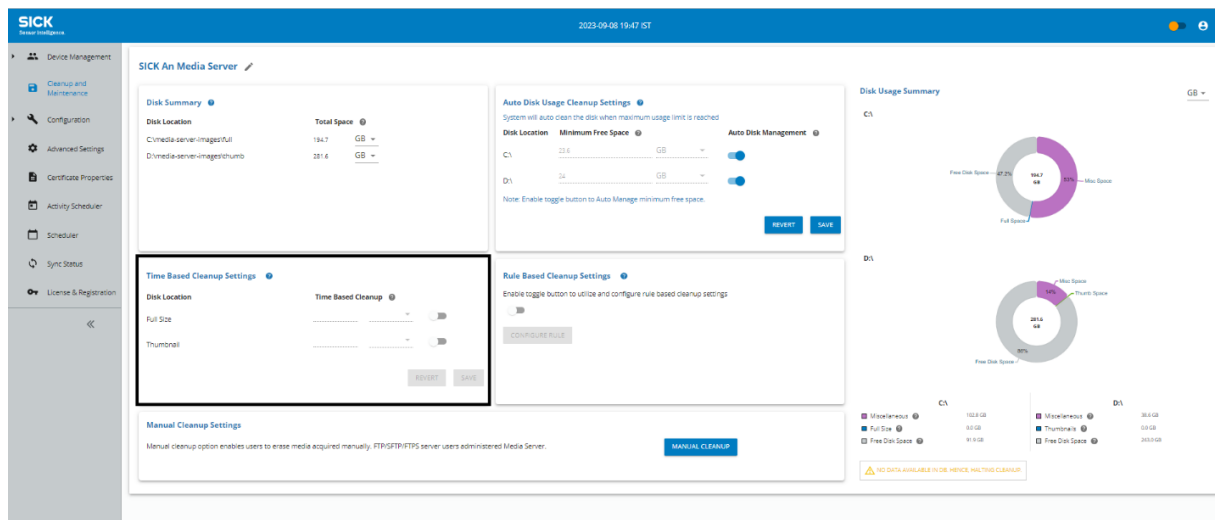 SICK
Sensor Intelligence.
2023-09-08 19:47 IST
Device Management
Cleanup and
Maintenance
Configuration
Advanced Settings
Certificate Properties
Activity Scheduler
Scheduler
Sync Status
License & Registration
SICK An Media Server
Disk Summary
Disk Location Total Space
C:\media-server-images\full 194.7 GB
D:\media-server-images\thumb 281.6 GB
Auto Disk Usage Cleanup Settings
System will auto clean the disk when maximum usage limit is reached
Disk Location Minimum Free Space Auto Disk Management
C:\ 23.6 GB
D:\ 24 GB
Note: Enable toggle button to Auto Manage minimum free space.
REVERT SAVE
Time Based Cleanup Settings
Disk Location Time Based Cleanup
Full Size
Thumbnail
REVERT SAVE
Rule Based Cleanup Settings
Enable toggle button to utilize and configure rule based cleanup settings
CONFIGURE RULE
Manual Cleanup Settings
Manual cleanup option enables users to erase media acquired manually. FTP/SFTP/FTPS server users administered Media Server.
MANUAL CLEANUP
Disk Usage Summary
GB
C:\
Free Disk Space 47.2% 194.7 GB 53% Misc Space
Full Space
D:\
Misc Space
14% Thumb Space
281.6
GB
86%
Free Disk Space
C:\ D:\
Miscellaneous 102.8 GB Miscellaneous 38.6 GB
Full Size 0.0 GB Thumbnails 0.0 GB
Free Disk Space 91.9 GB Free Disk Space 243.0 GB
NO DATA AVAILABLE IN DB. HENCE, HALTING CLEANUP.